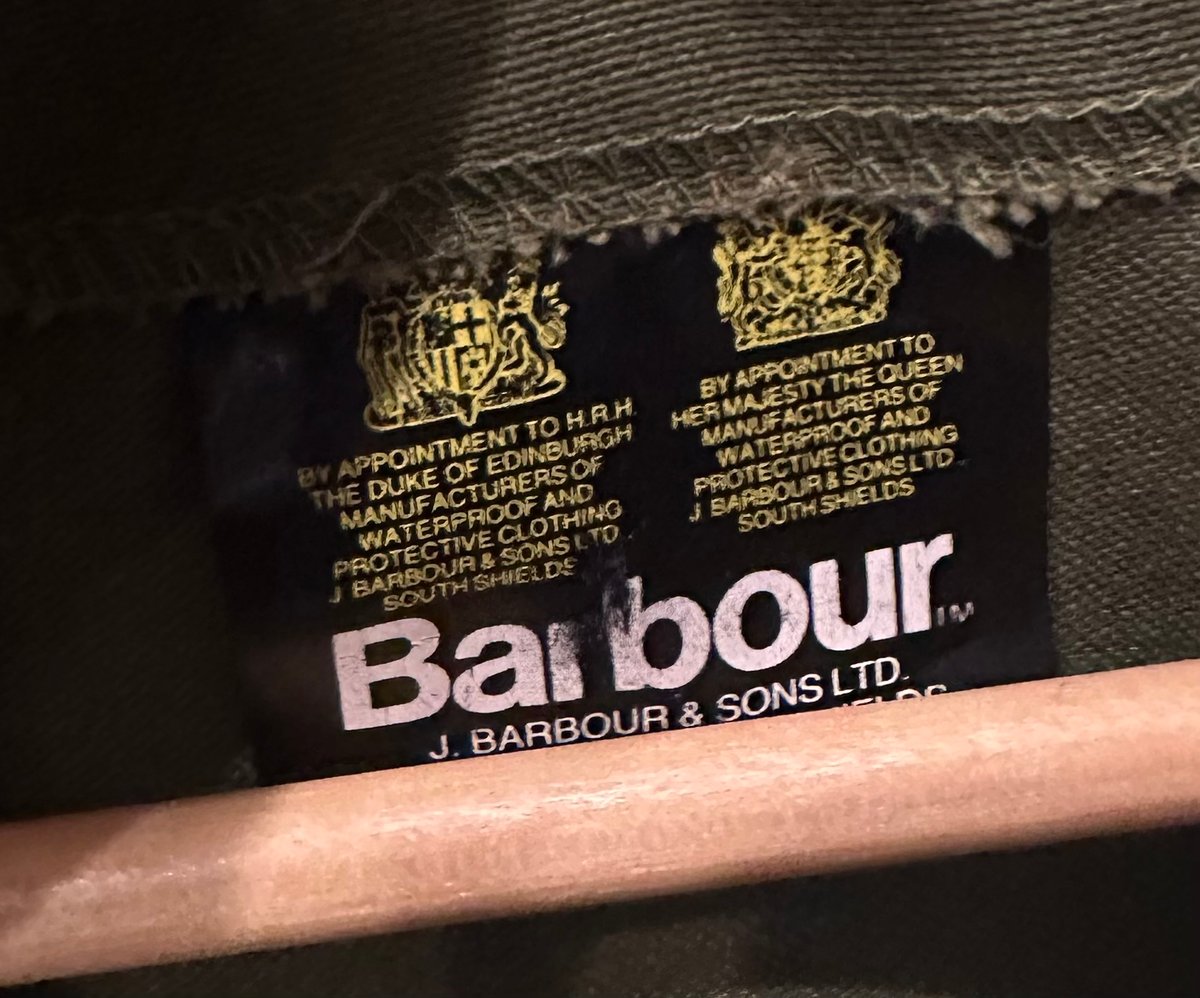 BY APPOINTMENT TO H.R.H.
THE DUKE OF EDINBURGH
MANUFACTURERS OF
WATERPROOF AND
PROTECTIVE CLOTHING
J BARBOUR & SONS LTD
SOUTH SHIELDS
BY APPOINTMENT TO
HER MAJESTY THE QUEEN
MANUFACTURERS OF
WATERPROOF AND
PROTECTIVE CLOTHING
J BARBOUR & SONS LTD
SOUTH SHIELDS
Barbour TM
J. BARBOUR & SONS LTD.